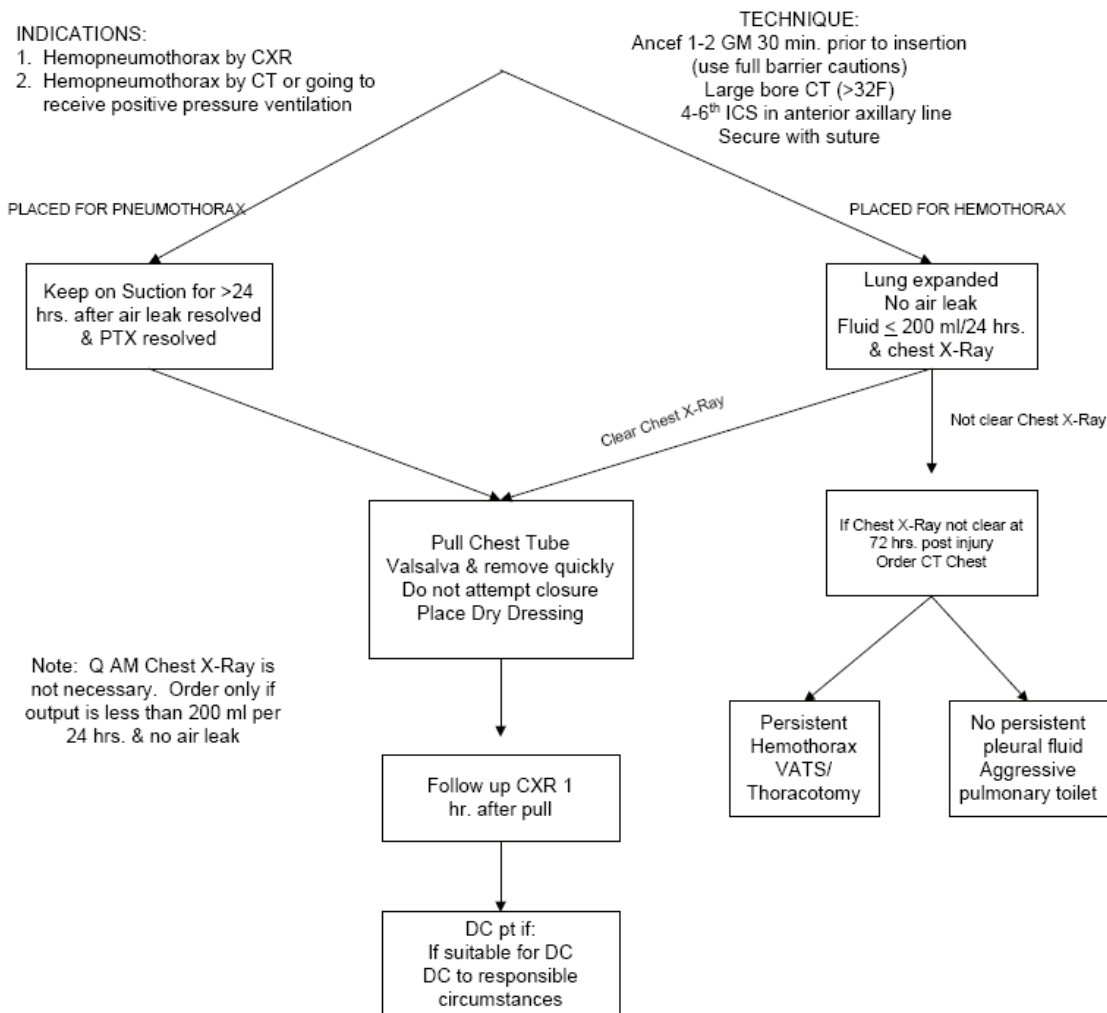 INDICATIONS:
1. Hemopneumothorax by CXR
2. Hemopneumothorax by CT or going to
receive positive pressure ventilation
TECHNIQUE:
Ancef 1-2 GM 30 min. prior to insertion
(use full barrier cautions)
Large bore CT (>32F)
4-6th ICS in anterior axillary line
Secure with suture
PLACED FOR PNEUMOTHORAX
PLACED FOR HEMOTHORAX
Keep on Suction for >24
hrs. after air leak resolved
& PTX resolved
Lung expanded
No air leak
Fluid ≤ 200 ml/24 hrs.
& chest X-Ray
Clear Chest X-Ray
Not clear Chest X-Ray
Pull Chest Tube
Valsalva & remove quickly
Do not attempt closure
Place Dry Dressing
If Chest X-Ray not clear at
72 hrs. post injury
Order CT Chest
Note: Q AM Chest X-Ray is
not necessary. Order only if
output is less than 200 ml per
24 hrs. & no air leak
Persistent
Hemothorax
VATS/
Thoracotomy
No persistent
pleural fluid
Aggressive
pulmonary toilet
Follow up CXR 1
hr. after pull
DC pt if:
If suitable for DC
DC to responsible
circumstances